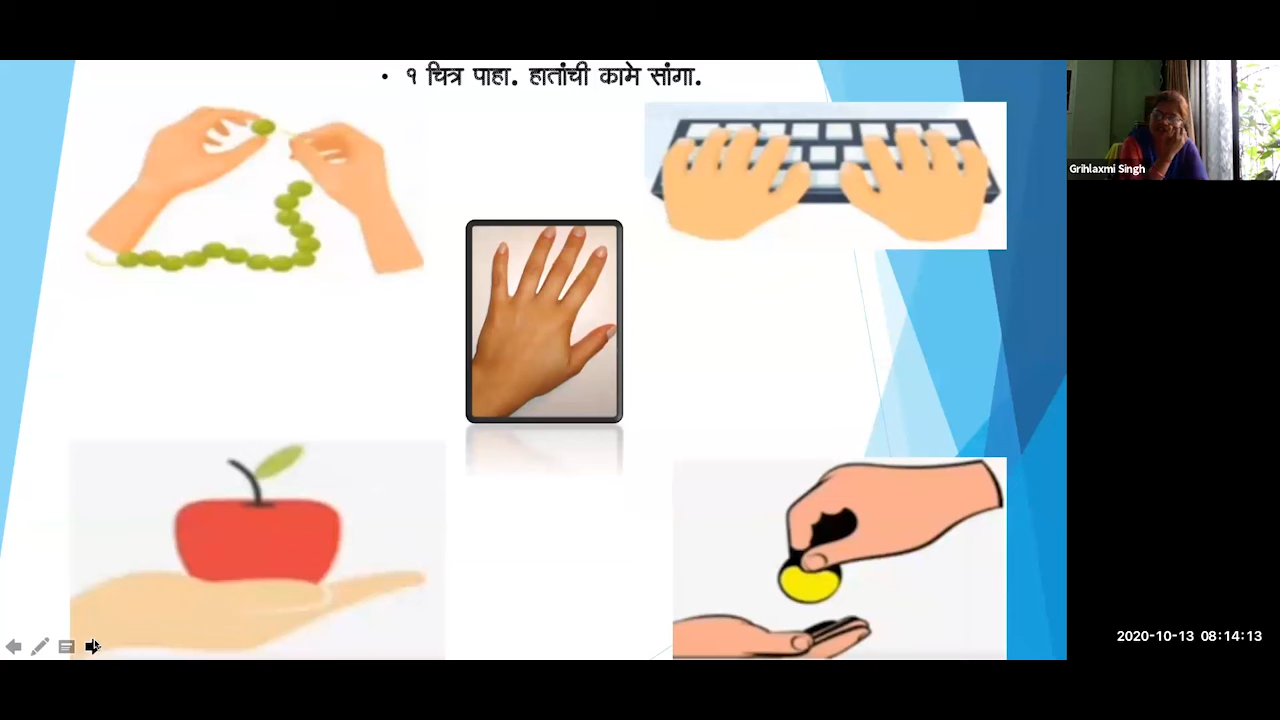 • १ चित्र पाहा. हातांची कामे सांगा.
Grihlaxmi Singh
2020-10-13 08:14:13